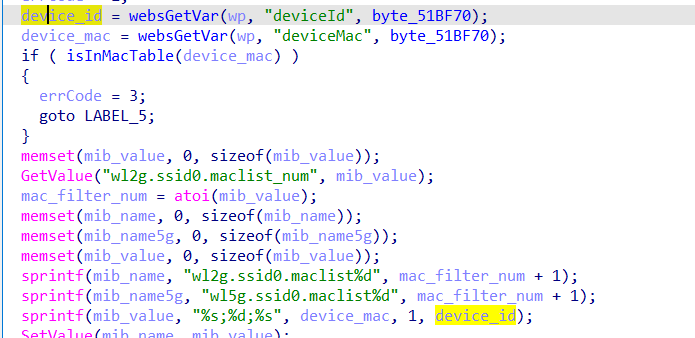 device_id = websGetVar(wp, "deviceId", byte_51BF70);
device_mac = websGetVar(wp, "deviceMac", byte_51BF70);
if ( isInMacTable(device_mac) )
{
errCode = 3;
goto LABEL_5;
}
memset(mib_value, 0, sizeof(mib_value));
GetValue("wl2g.ssid0.maclist_num", mib_value);
mac_filter_num = atoi(mib_value);
memset(mib_name, 0, sizeof(mib_name));
memset(mib_name5g, 0, sizeof(mib_name5g));
memset(mib_value, 0, sizeof(mib_value));
sprintf(mib_name, "wl2g.ssid0.maclist%d", mac_filter_num + 1);
sprintf(mib_name5g, "wl5g.ssid0.maclist%d", mac_filter_num + 1);
sprintf(mib_value, "%s;%d;%s", device_mac, 1, device_id);
SetValue(mib_name, mib_value);